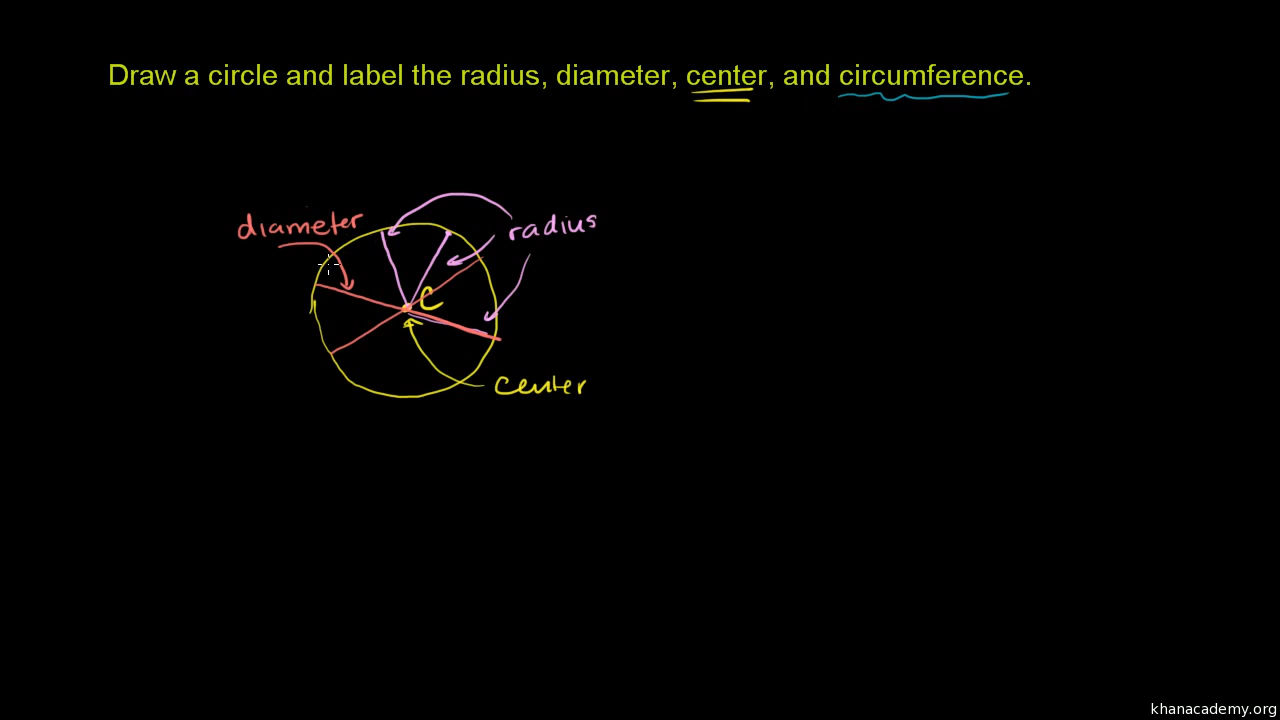 Draw a circle and label the radius, diameter, center, and circumference.
diameter
radius
C
center
khanacademy.org